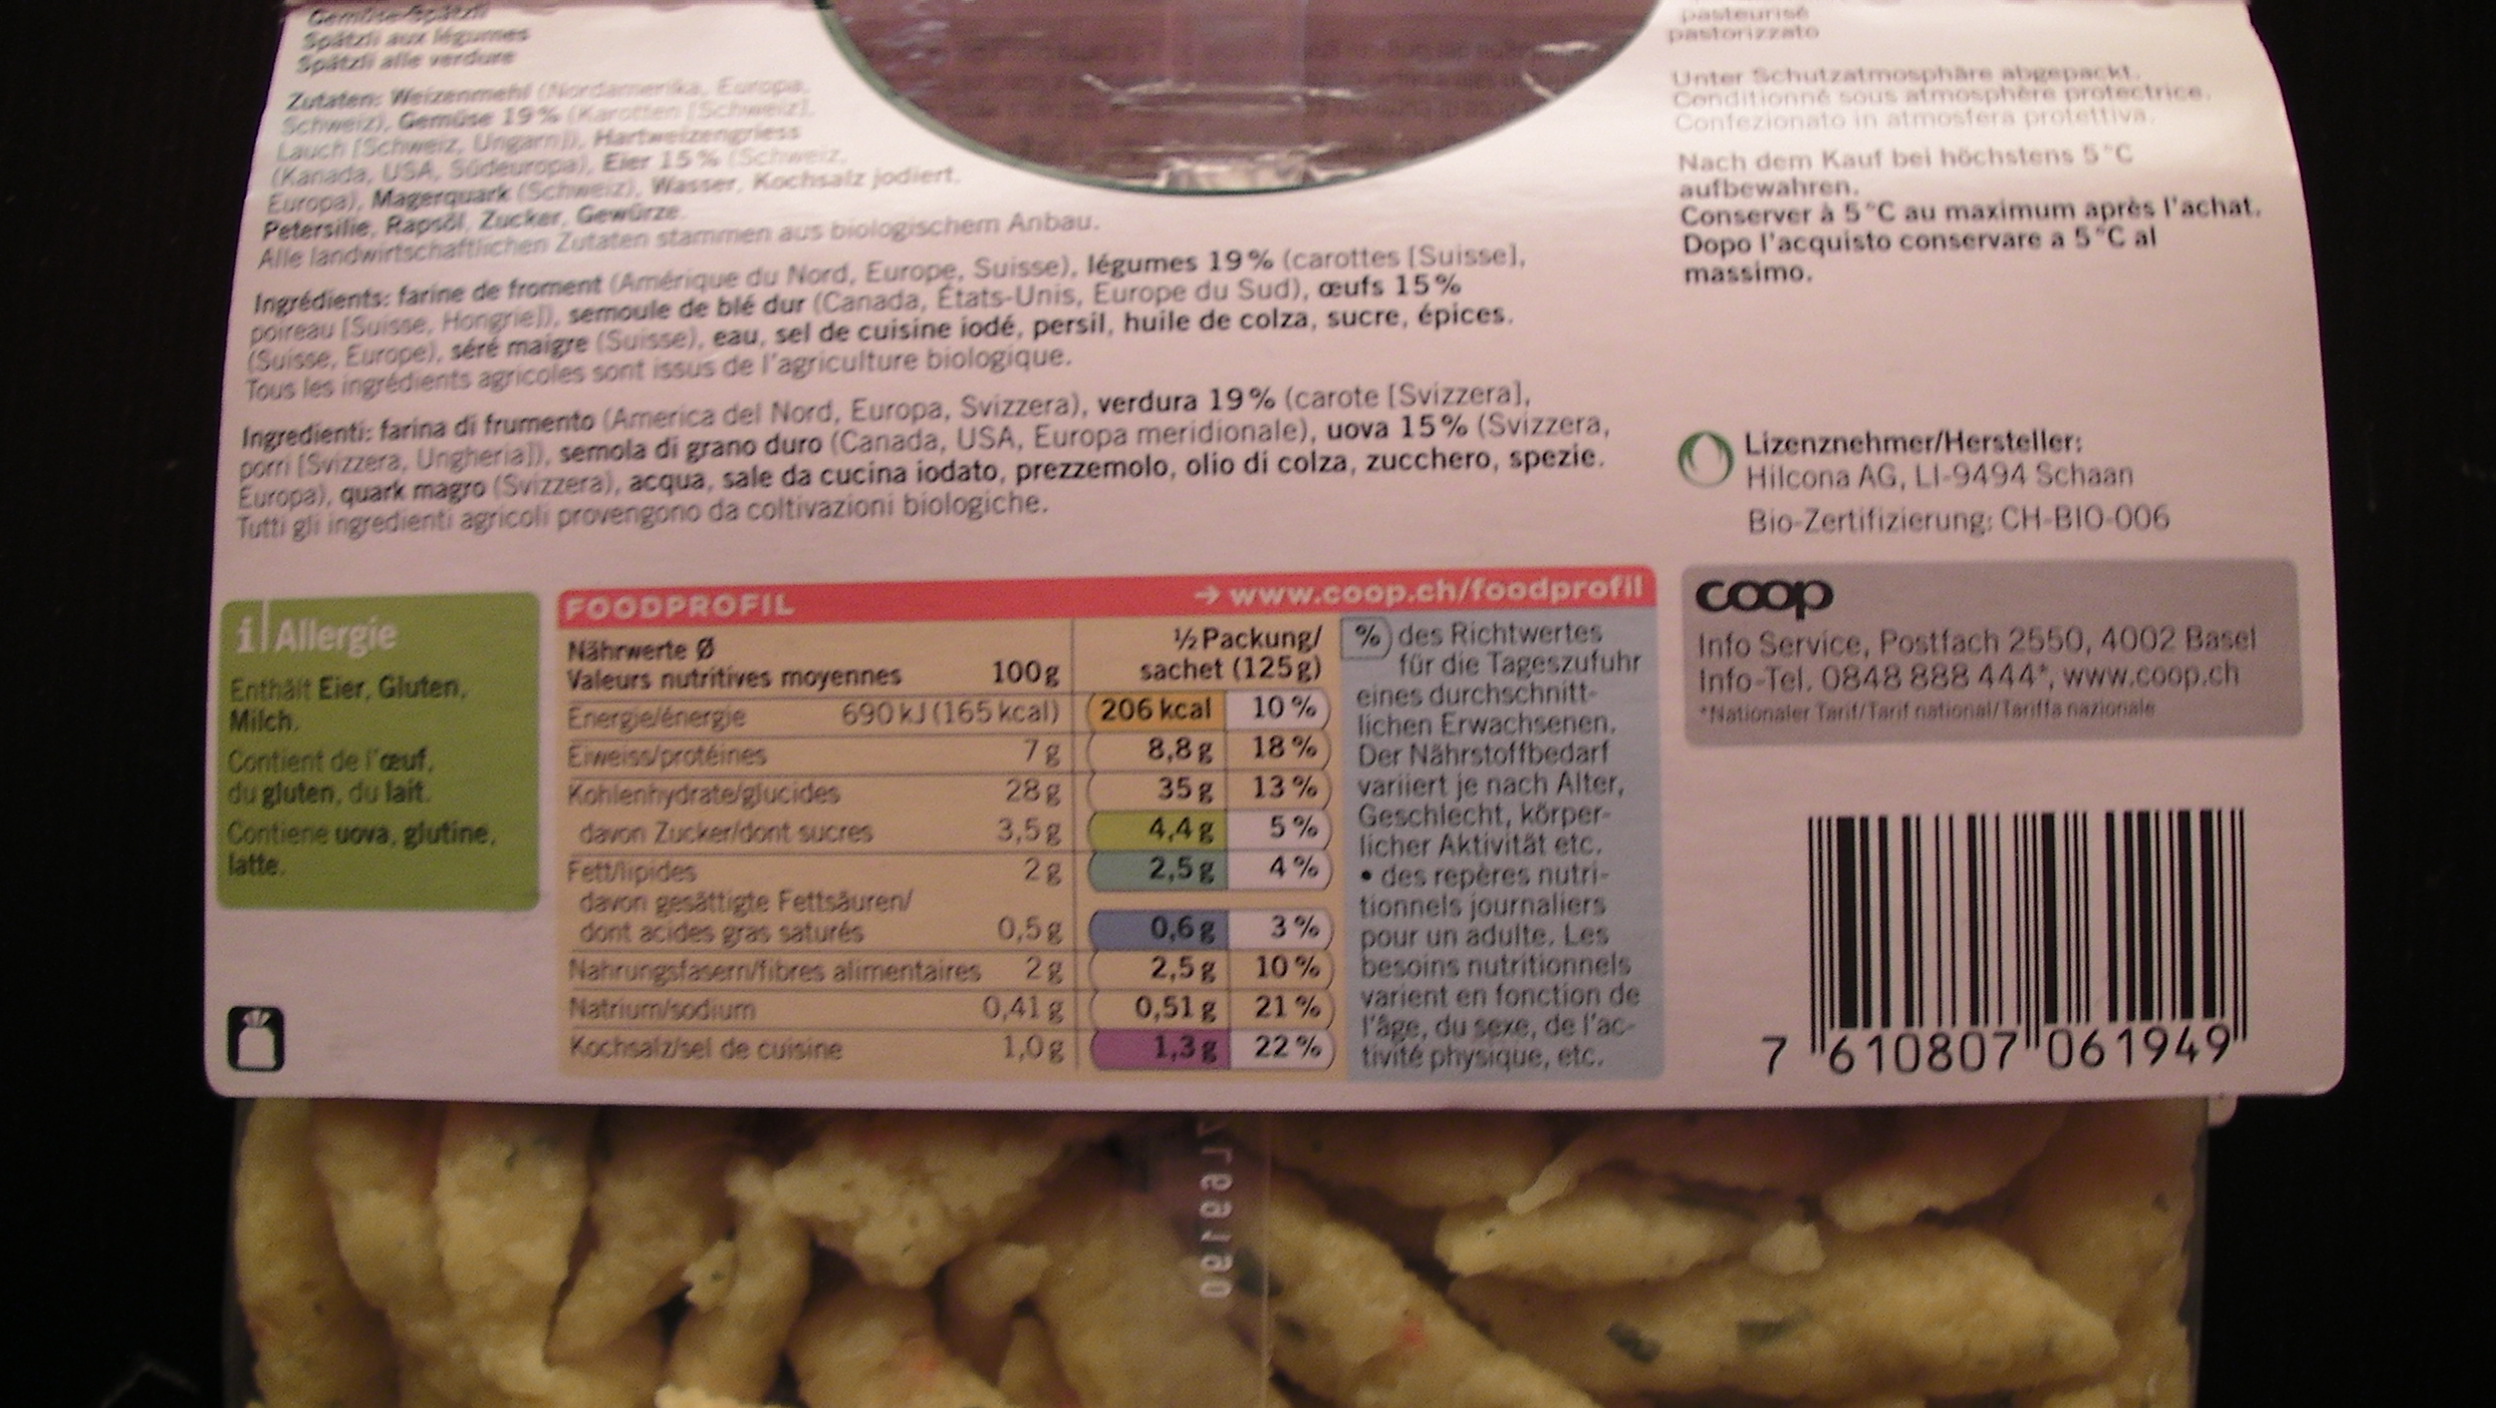 Gemüse-Spätzli
Spätzli aux légumes
Spätzli alle verdure
Zutaten: Weizenmehl (Nordamerika, Europa,
Schweiz), Gemüse 19% (Karotten [Schweiz],
Lauch [Schweiz, Ungarn]), Hartweizengriess
(Kanada, USA, Südeuropa), Eier 15% (Schweiz,
Europa), Magerquark (Schweiz), Wasser, Kochsalz jodiert,
Petersilie, Rapsöl, Zucker, Gewürze.
Alle landwirtschaftlichen Zutaten stammen aus biologischem Anbau.
Ingrédients: farine de froment (Amérique du Nord, Europe, Suisse), légumes 19% (carottes [Suisse],
poireau [Suisse, Hongrie]), semoule de blé dur (Canada, États-Unis, Europe du Sud), œufs 15%
(Suisse, Europe), séré maigre (Suisse), eau, sel de cuisine iodé, persil, huile de colza, sucre, épices.
Tous les ingrédients agricoles sont issus de l'agriculture biologique.
Ingredienti: farina di frumento (America del Nord, Europa, Svizzera), verdura 19% (carote [Svizzera],
porri [Svizzera, Ungheria]), semola di grano duro (Canada, USA, Europa meridionale), uova 15% (Svizzera,
Europa), quark magro (Svizzera), acqua, sale da cucina iodato, prezzemolo, olio di colza, zucchero, spezie.
Tutti gli ingredienti agricoli provengono da coltivazioni biologiche.
pasteurisé
pastorizzato
Unter Schutzatmosphäre abgepackt.
Conditionné sous atmosphère protectrice.
Confezionato in atmosfera protettiva.
Nach dem Kauf bei höchstens 5°C
aufbewahren.
Conserver à 5°C au maximum après l'achat.
Dopo l'acquisto conservare a 5°C al
massimo.
Lizenznehmer/Hersteller:
Hilcona AG, LI-9494 Schaan
Bio-Zertifizierung: CH-BIO-006
i Allergie
Enthält Eier, Gluten,
Milch.
Contient de l'œuf,
du gluten, du lait.
Contiene uova, glutine,
latte.
FOODPROFIL → www.coop.ch/foodprofil
Nährwerte Ø ½ Packung/
Valeurs nutritives moyennes 100g sachet (125g)
Energie/énergie 690 kJ (165 kcal) 206 kcal 10%
Eiweiss/protéines 7g 8,8g 18%
Kohlenhydrate/glucides 28g 35g 13%
davon Zucker/dont sucres 3,5g 4,4g 5%
Fett/lipides 2g 2,5g 4%
davon gesättigte Fettsäuren/
dont acides gras saturés 0,5g 0,6g 3%
Nahrungsfasern/fibres alimentaires 2g 2,5g 10%
Natrium/sodium 0,41g 0,51g 21%
Kochsalz/sel de cuisine 1,0g 1,3g 22%
% des Richtwertes
für die Tageszufuhr
eines durchschnitt-
lichen Erwachsenen.
Der Nährstoffbedarf
variiert je nach Alter,
Geschlecht, körper-
licher Aktivität etc.
• des repères nutri-
tionnels journaliers
pour un adulte. Les
besoins nutritionnels
varient en fonction de
l'âge, du sexe, de l'ac-
tivité physique, etc.
coop
Info Service, Postfach 2550, 4002 Basel
Info-Tel. 0848 888 444*, www.coop.ch
*Nationaler Tarif/Tarif national/Tariffa nazionale
7 610807 061949